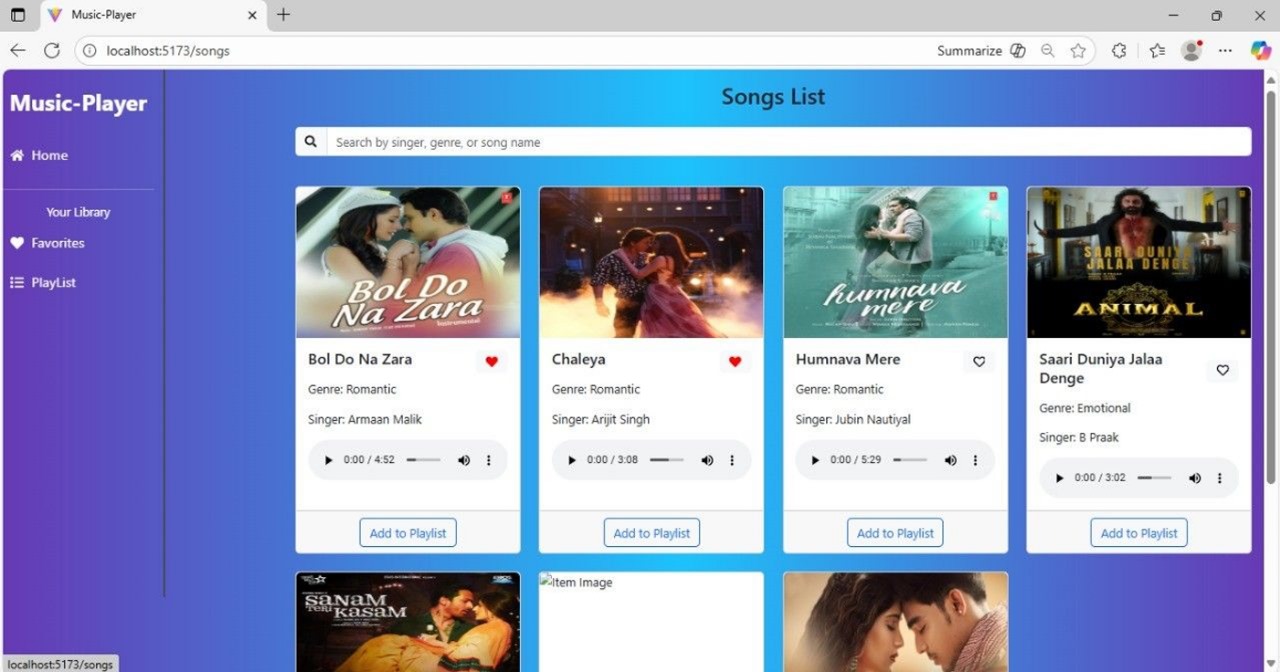 Music-Player
localhost:5173/songs
Summarize
Music-Player
Songs List
Home
Search by singer, genre, or song name
Your Library
Favorites
PlayList
BOL DO
NA ZARA
Instrumental
humnava
mere
SAARI DUNIYA
JALAA DENGE
ANIMAL
Bol Do Na Zara
Genre: Romantic
Singer: Armaan Malik
0:00 / 4:52
Add to Playlist
Chaleya
Genre: Romantic
Singer: Arijit Singh
0:00 / 3:08
Add to Playlist
Humnava Mere
Genre: Romantic
Singer: Jubin Nautiyal
0:00 / 5:29
Add to Playlist
Saari Duniya Jalaa
Denge
Genre: Emotional
Singer: B Praak
0:00 / 3:02
Add to Playlist
SANAM
TERI KASAM
Item Image
localhost:5173/songs